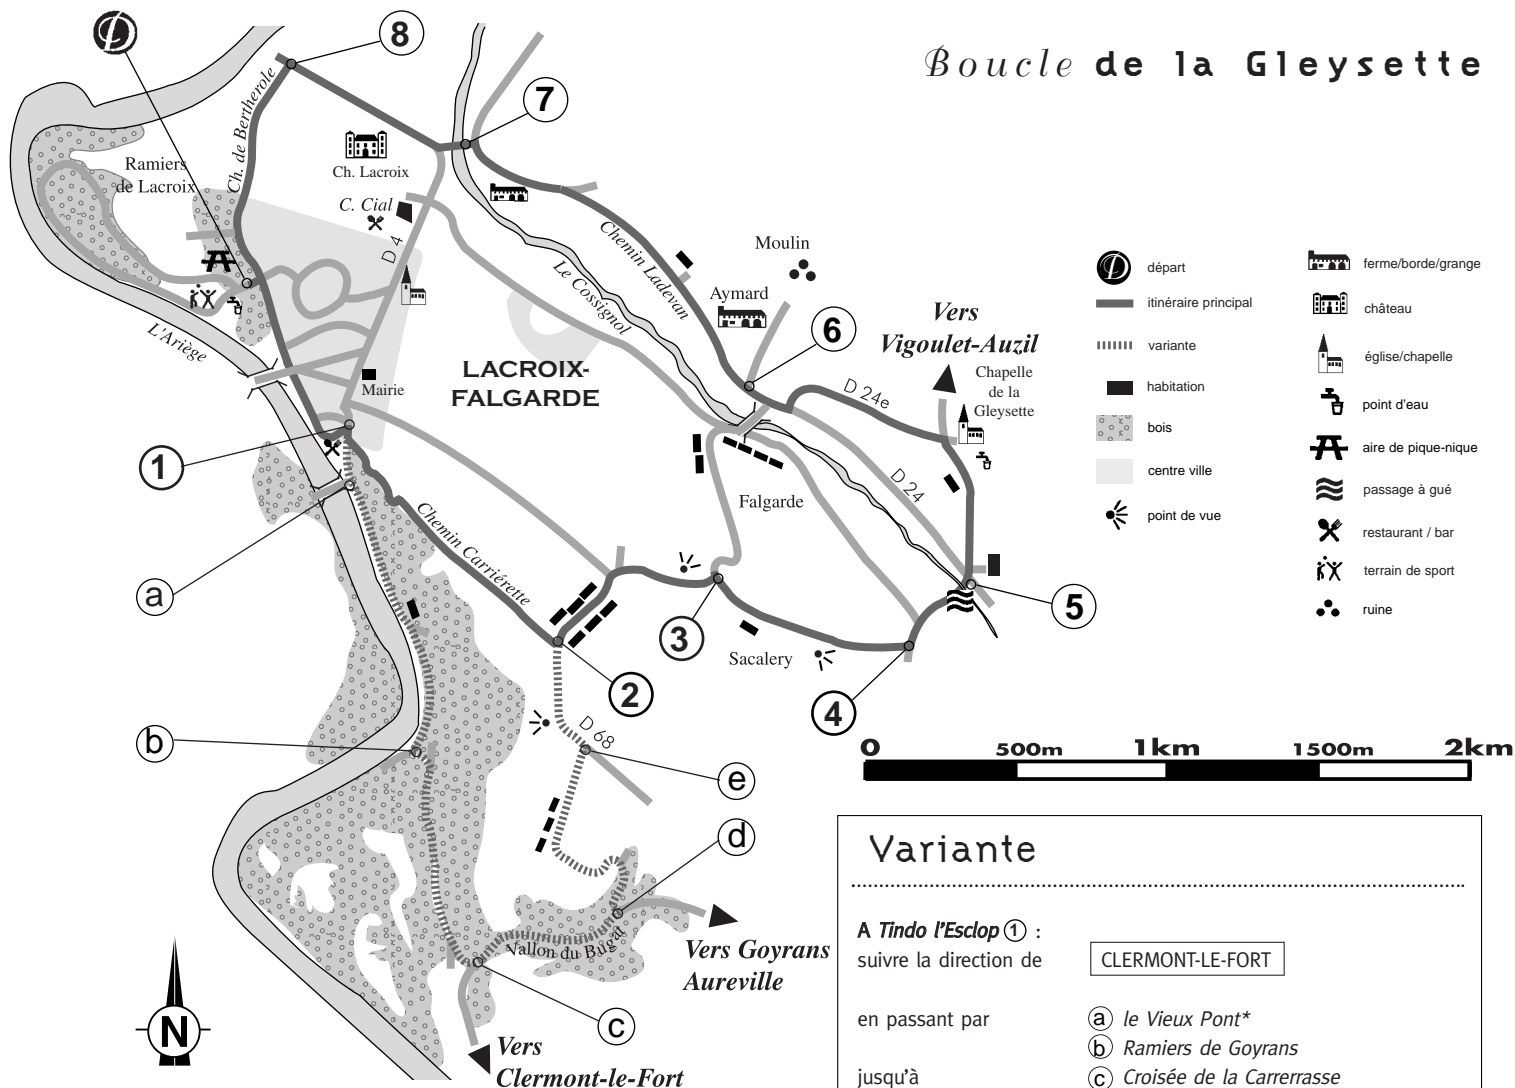 Boucle de la Gleysette
8
7
Ch. de Bertherole
Ramiers
de Lacroix
Ch. Lacroix
C. Cial
D 4
Chemin Ladevan
Le Cossignol
Moulin
Aymard
6
Vers
Vigoulet-Auzil
Chapelle
de la
Gleysette
D 24e
D 24
L'Ariège
LACROIX-
FALGARDE
Mairie
1
a
Falgarde
Chemin Carriérette
3
5
Sacalery
2
4
b
D 68
e
d
Vallon du Bugat
Vers Goyrans
Aureville
c
Vers
Clermont-le-Fort
N
départ
itinéraire principal
variante
habitation
bois
centre ville
point de vue
ferme/borde/grange
château
église/chapelle
point d'eau
aire de pique-nique
passage à gué
restaurant / bar
terrain de sport
ruine
0 500m 1km 1500m 2km
Variante
A Tindo l'Esclop 1 :
suivre la direction de CLERMONT-LE-FORT
en passant par a le Vieux Pont*
b Ramiers de Goyrans
jusqu'à c Croisée de la Carrerrasse